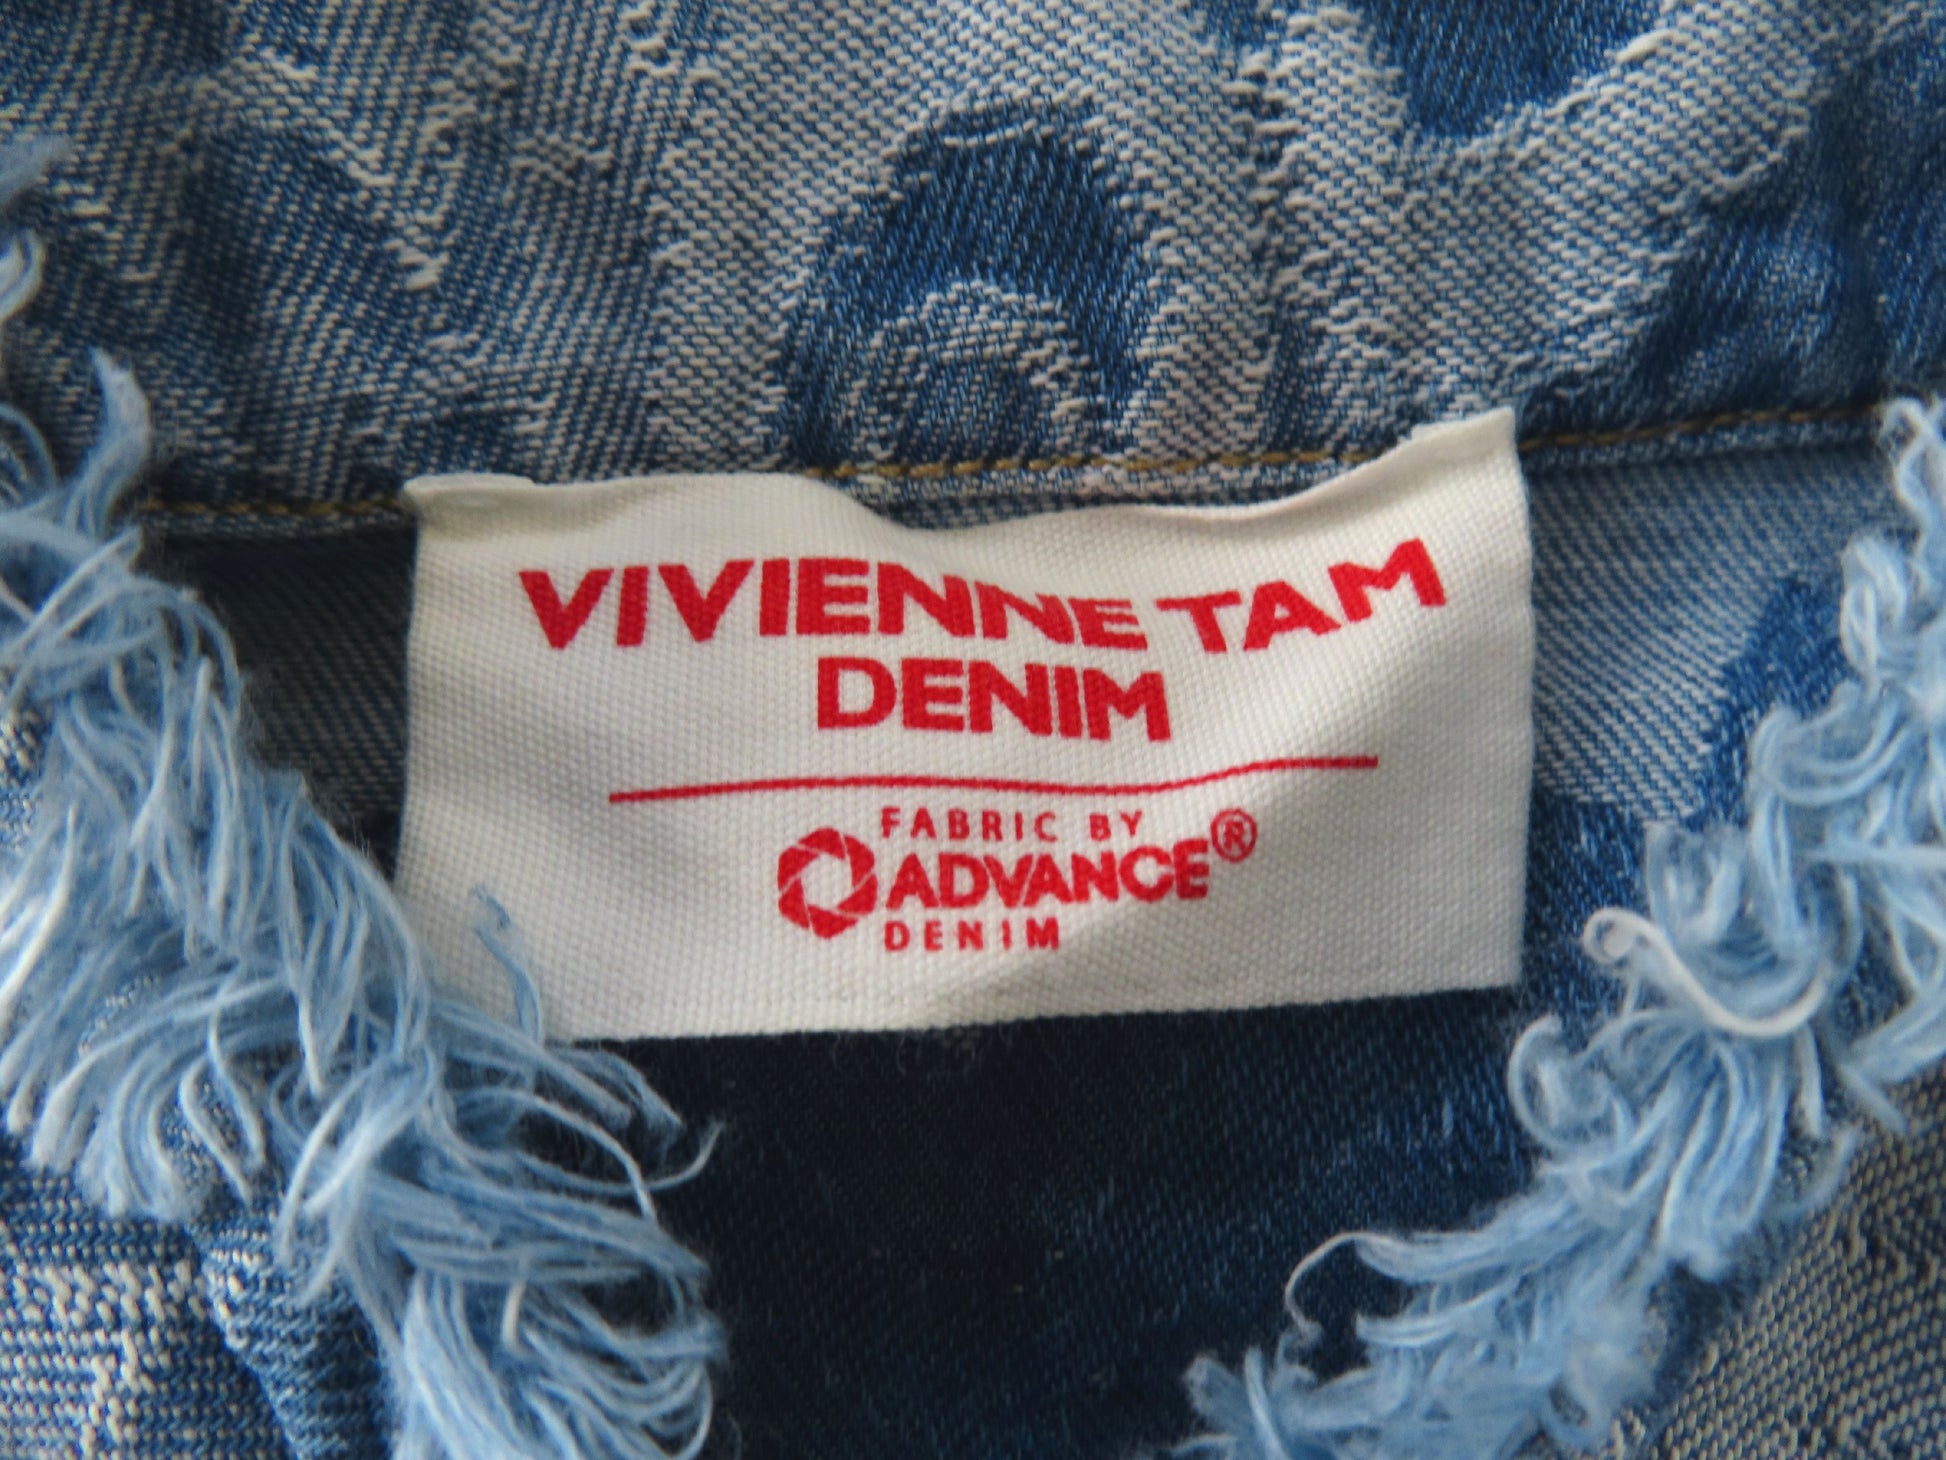 VIVIENNE TAM
DENIM
FABRIC BY
ADVANCE®
DENIM